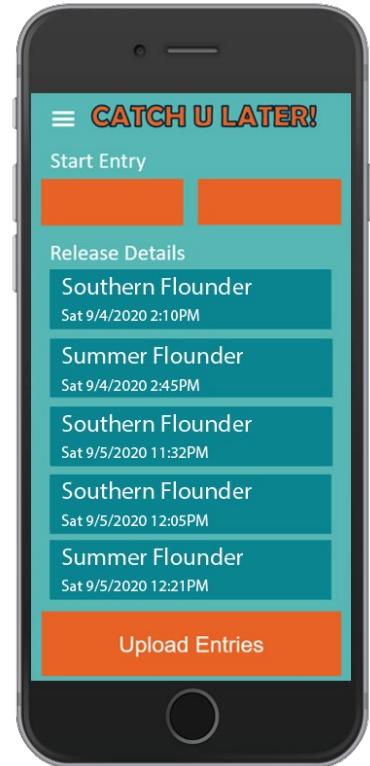 CATCH U LATER!
Start Entry
Release Details
Southern Flounder
Sat 9/4/2020 2:10PM
Summer Flounder
Sat 9/4/2020 2:45PM
Southern Flounder
Sat 9/5/2020 11:32PM
Southern Flounder
Sat 9/5/2020 12:05PM
Summer Flounder
Sat 9/5/2020 12:21PM
Upload Entries